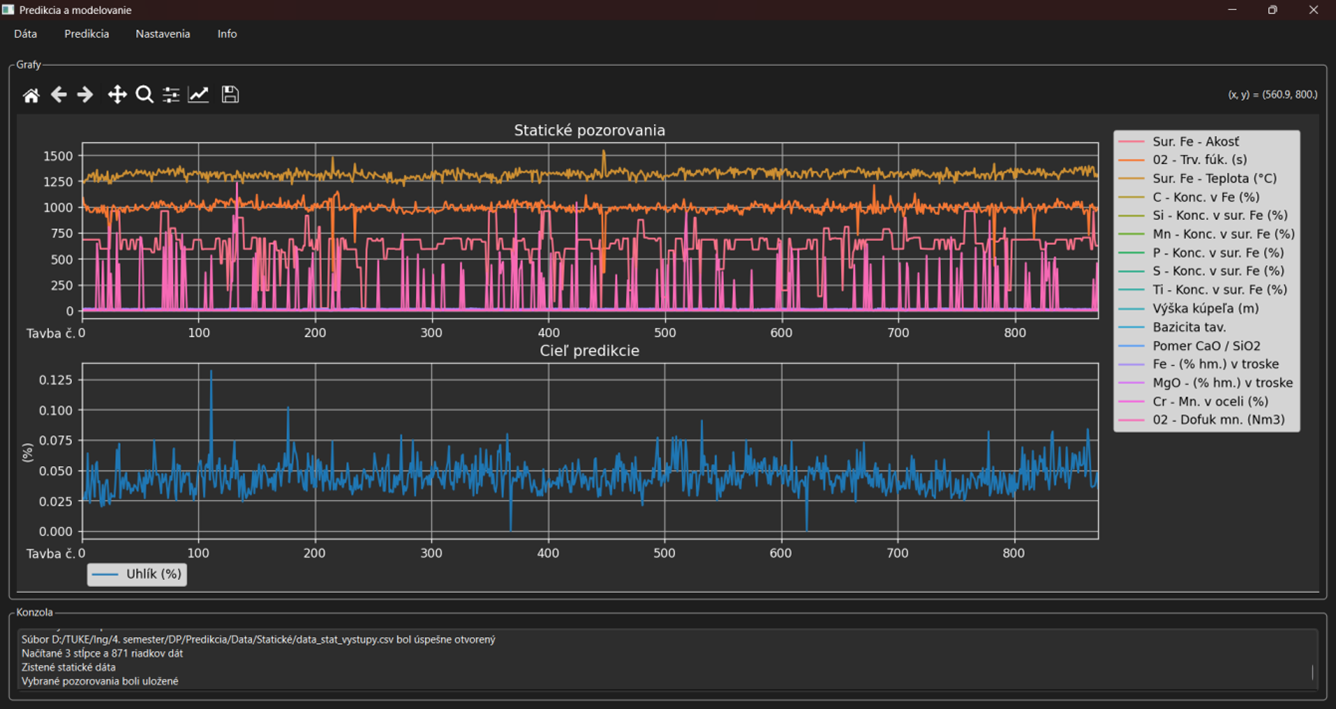 Predikcia a modelovanie
Dáta Predikcia Nastavenia Info
Grafy
(x, y) = (560.9, 800.)
Statické pozorovania
1500
1250
1000
750
500
250
0
Tavba č. 0 100 200 300 400 500 600 700 800
Sur. Fe - Akosť
02 - Trv. fúk. (s)
Sur. Fe - Teplota (°C)
C - Konc. v Fe (%)
Si - Konc. v sur. Fe (%)
Mn - Konc. v sur. Fe (%)
P - Konc. v sur. Fe (%)
S - Konc. v sur. Fe (%)
Ti - Konc. v sur. Fe (%)
Výška kúpeľa (m)
Bazicita tav.
Pomer CaO / SiO2
Fe - (% hm.) v troske
MgO - (% hm.) v troske
Cr - Mn. v oceli (%)
02 - Dofuk mn. (Nm3)
Cieľ predikcie
(%)
0.125
0.100
0.075
0.050
0.025
0.000
Tavba č. 0 100 200 300 400 500 600 700 800
Uhlík (%)
Konzola
Súbor D:/TUKE/Ing/4. semester/DP/Predikcia/Data/Statické/data_stat_vystupy.csv bol úspešne otvorený
Načítané 3 stĺpce a 871 riadkov dát
Zistené statické dáta
Vybrané pozorovania boli uložené